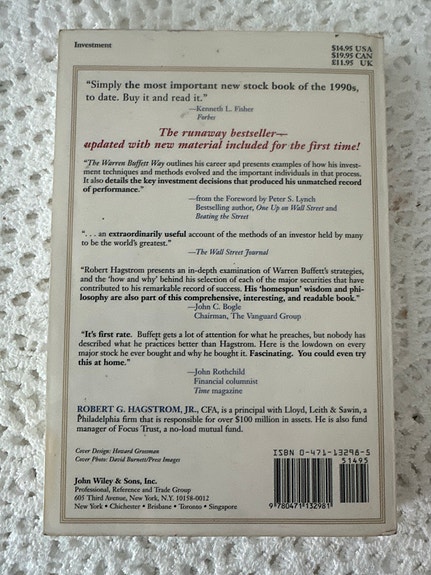 Investment
$14.95 USA
$19.95 CAN
£11.95 UK
“Simply the most important new stock book of the 1990s,
to date. Buy it and read it.”
—Kenneth L. Fisher
Forbes
The runaway bestseller—
updated with new material included for the first time!
“The Warren Buffett Way outlines his career and presents examples of how his invest-
ment techniques and methods evolved and the important individuals in that process.
It also details the key investment decisions that produced his unmatched record
of performance.”
—from the Foreword by Peter S. Lynch
Bestselling author, One Up on Wall Street and
Beating the Street
“. . . an extraordinarily useful account of the methods of an investor held by many
to be the world’s greatest.”
—The Wall Street Journal
“Robert Hagstrom presents an in-depth examination of Warren Buffett’s strategies,
and the ‘how and why’ behind his selection of each of the major securities that have
contributed to his remarkable record of success. His ‘homespun’ wisdom and phi-
losophy are also part of this comprehensive, interesting, and readable book.”
—John C. Bogle
Chairman, The Vanguard Group
“It’s first rate. Buffett gets a lot of attention for what he preaches, but nobody has
described what he practices better than Hagstrom. Here is the lowdown on every
major stock he ever bought and why he bought it. Fascinating. You could even try
this at home.”
—John Rothchild
Financial columnist
Time magazine
ROBERT G. HAGSTROM, JR., CFA, is a principal with Lloyd, Leith & Sawin, a
Philadelphia firm that is responsible for over $100 million in assets. He is also fund
manager of Focus Trust, a no-load mutual fund.
Cover Design: Howard Grossman
Cover Photo: David Burnett/Press Images
John Wiley & Sons, Inc.
Professional, Reference and Trade Group
605 Third Avenue, New York, N.Y. 10158-0012
New York • Chichester • Brisbane • Toronto • Singapore
ISBN 0-471-13298-5
51495
9 780471 132981